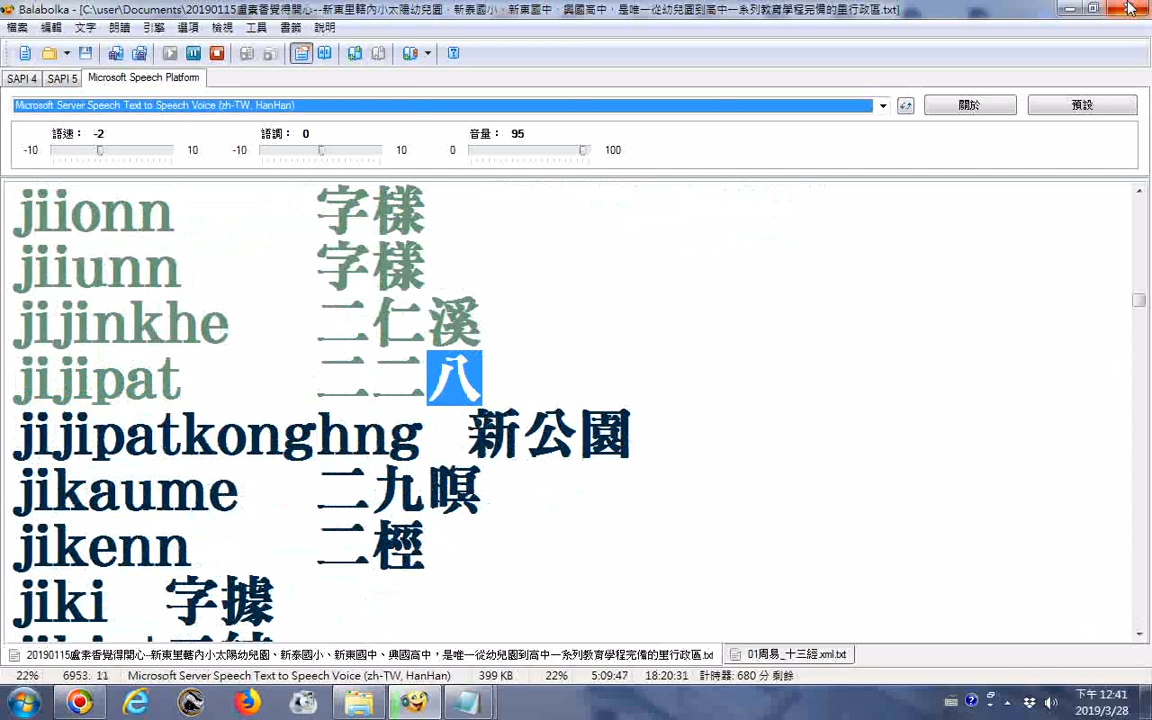 Balabolka - [C:\user\Documents\20190115盧素香覺得開心--新東里轄內小太陽幼兒園、新泰國小、新東國中、興國高中，是唯一從幼兒園到高中一系列教育學程完備的里行政區.txt]
檔案 編輯 文字 朗讀 引擎 選項 檢視 工具 書籤 說明
SAPI 4 SAPI 5 Microsoft Speech Platform
Microsoft Server Speech Text to Speech Voice (zh-TW, HanHan) 關於 預設
語速： -2 語調： 0 音量： 95
-10 10 -10 10 0 100
jiionn 字樣
jiiunn 字樣
jijinkhe 二仁溪
jijipat 二二八
jijipatkonghng 新公園
jikaume 二九暝
jikenn 二樫
jiki 字據
20190115盧素香覺得開心--新東里轄內小太陽幼兒園、新泰國小、新東國中、興國高中，是唯一從幼兒園到高中一系列教育學程完備的里行政區.txt 01周易_十三經.xml.txt
22% 6953: 11 Microsoft Server Speech Text to Speech Voice (zh-TW, HanHan) 399 KB 22% 5:09:47 18:20:31 計時器: 680 分 剩餘
下午 12:41
2019/3/28